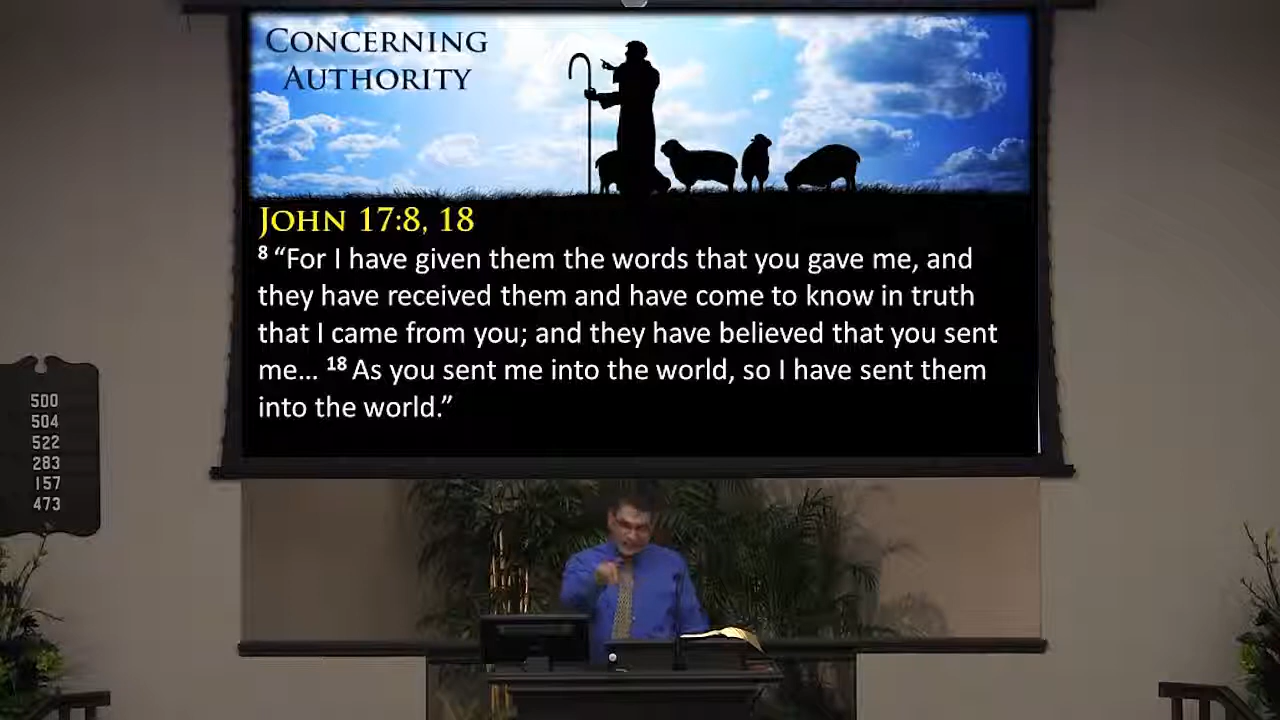 CONCERNING
AUTHORITY
JOHN 17:8, 18
8 “For I have given them the words that you gave me, and
they have received them and have come to know in truth
that I came from you; and they have believed that you sent
me... 18 As you sent me into the world, so I have sent them
into the world.”
500
504
522
283
157
473